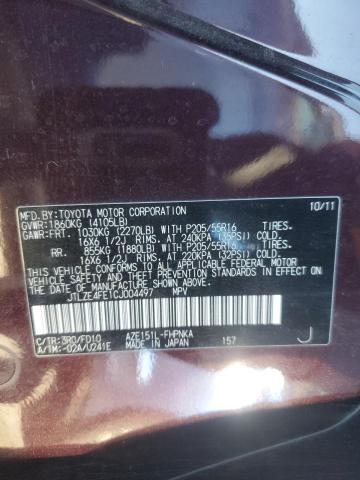 MFD.BY:TOYOTA MOTOR CORPORATION 10/11
GVWR:1860KG (4105LB)
GAWR:FRT. 1030KG (2270LB) WITH P205/55R16 TIRES.
16X6 1/2J RIMS. AT 240KPA (35PSI) COLD.
RR. 855KG (1880LB) WITH P205/55R16 TIRES.
16X6 1/2J RIMS. AT 220KPA (32PSI) COLD.
THIS VEHICLE CONFORMS TO ALL APPLICABLE FEDERAL MOTOR
VEHICLE SAFETY AND THEFT PREVENTION STANDARDS IN
EFFECT ON THE DATE OF MANUFACTURE SHOWN ABOVE.
JTLZE4FE1CJ004497 MPV
C/TR:3R0/FD10 AZE151L-FHPNKA
A/TM:-02A/U241E MADE IN JAPAN 157 J